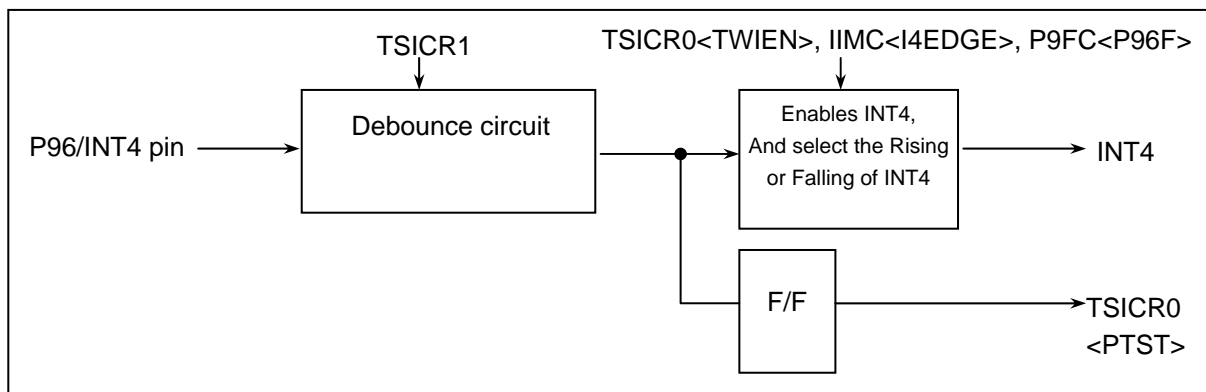 TSICR1
TSICR0<TWIEN>, IIMC<I4EDGE>, P9FC<P96F>
P96/INT4 pin
Debounce circuit
Enables INT4,
And select the Rising
or Falling of INT4
INT4
F/F
TSICR0
<PTST>